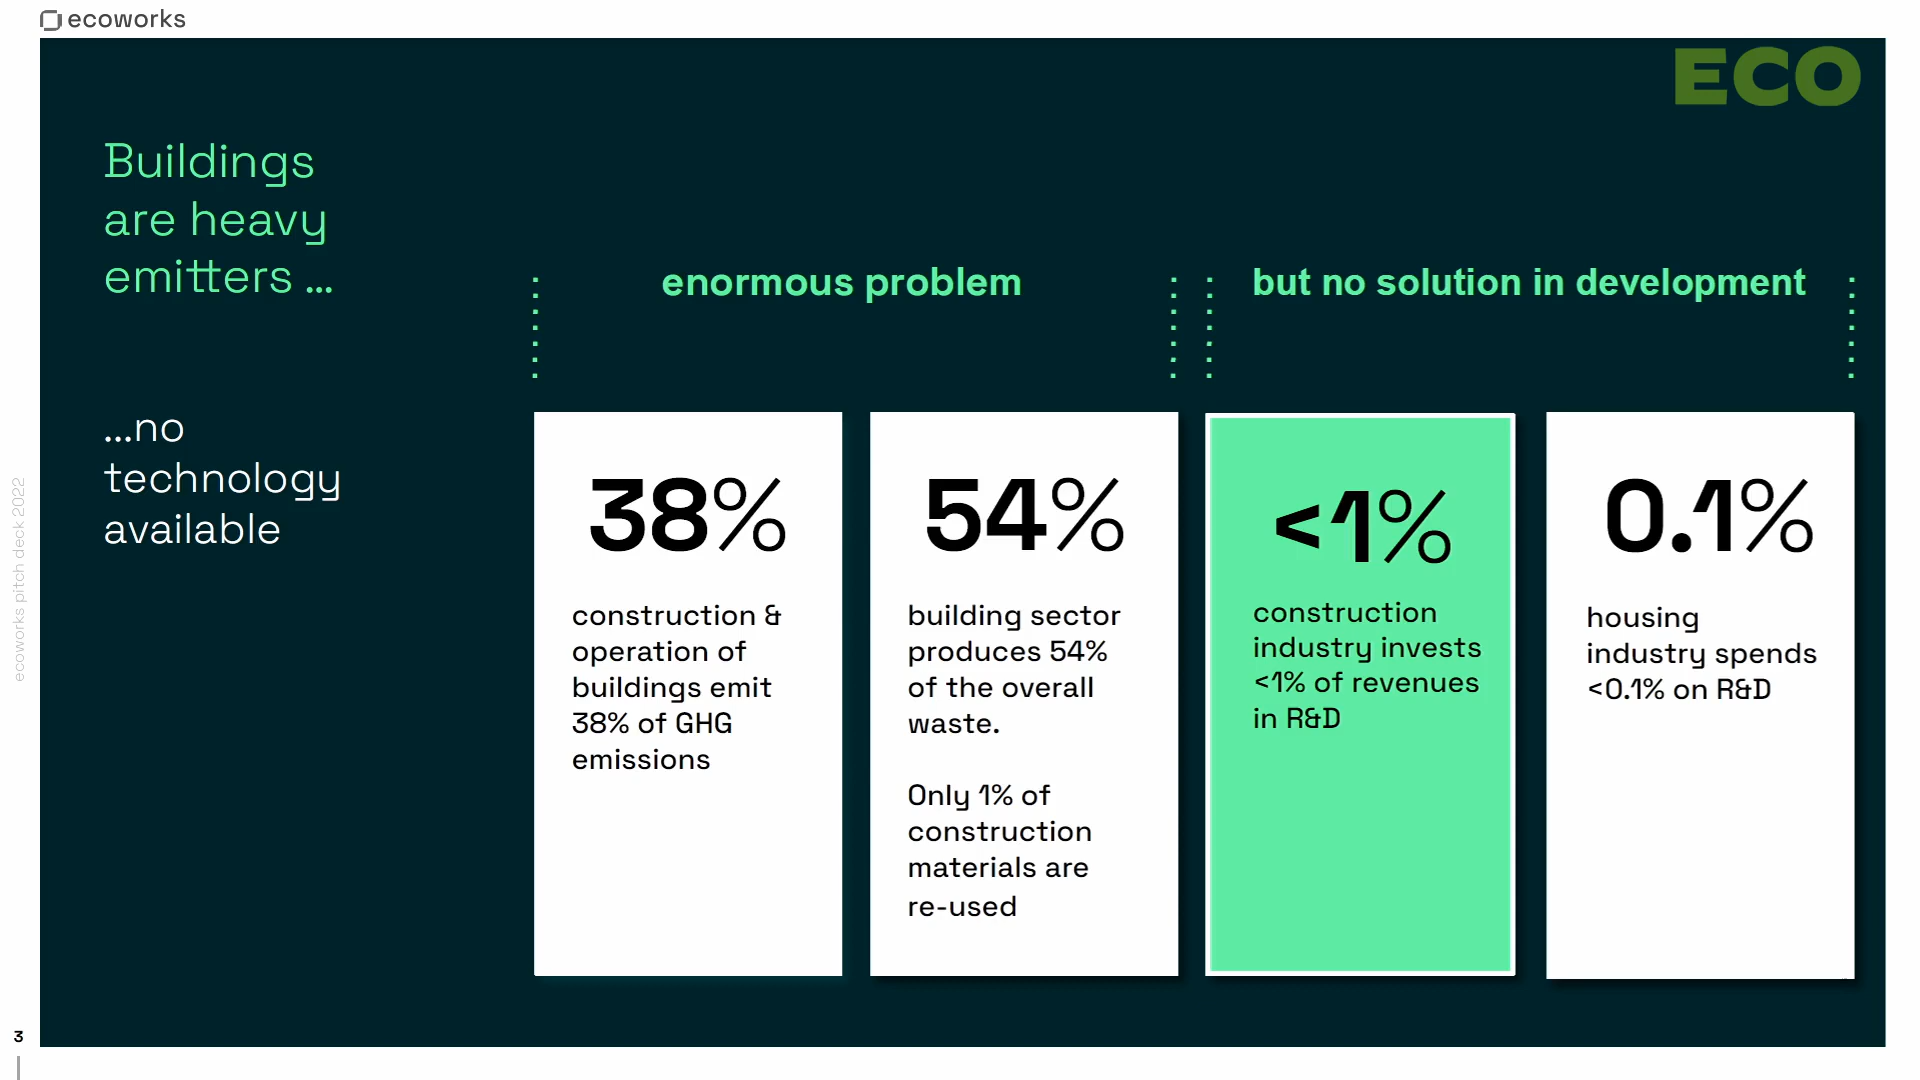 ecoworks
ECO
Buildings
are heavy
emitters ...
...no
technology
available
enormous problem
but no solution in development
38%
construction &
operation of
buildings emit
38% of GHG
emissions
54%
building sector
produces 54%
of the overall
waste.
Only 1% of
construction
materials are
re-used
<1%
construction
industry invests
<1% of revenues
in R&D
0.1%
housing
industry spends
<0.1% on R&D
ecoworks pitch deck 2022
3